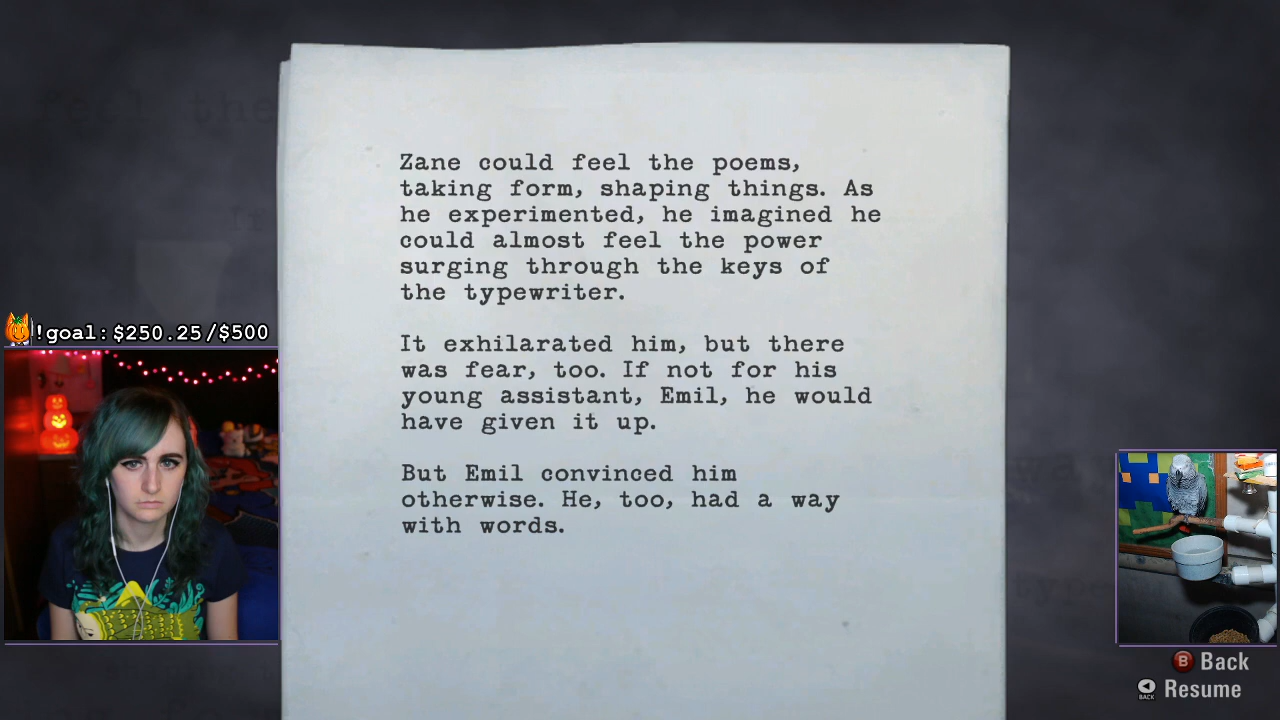 Zane could feel the poems,
taking form, shaping things. As
he experimented, he imagined he
could almost feel the power
surging through the keys of
the typewriter.
It exhilarated him, but there
was fear, too. If not for his
young assistant, Emil, he would
have given it up.
But Emil convinced him
otherwise. He, too, had a way
with words.
!goal: $250.25/$500
B Back
BACK Resume